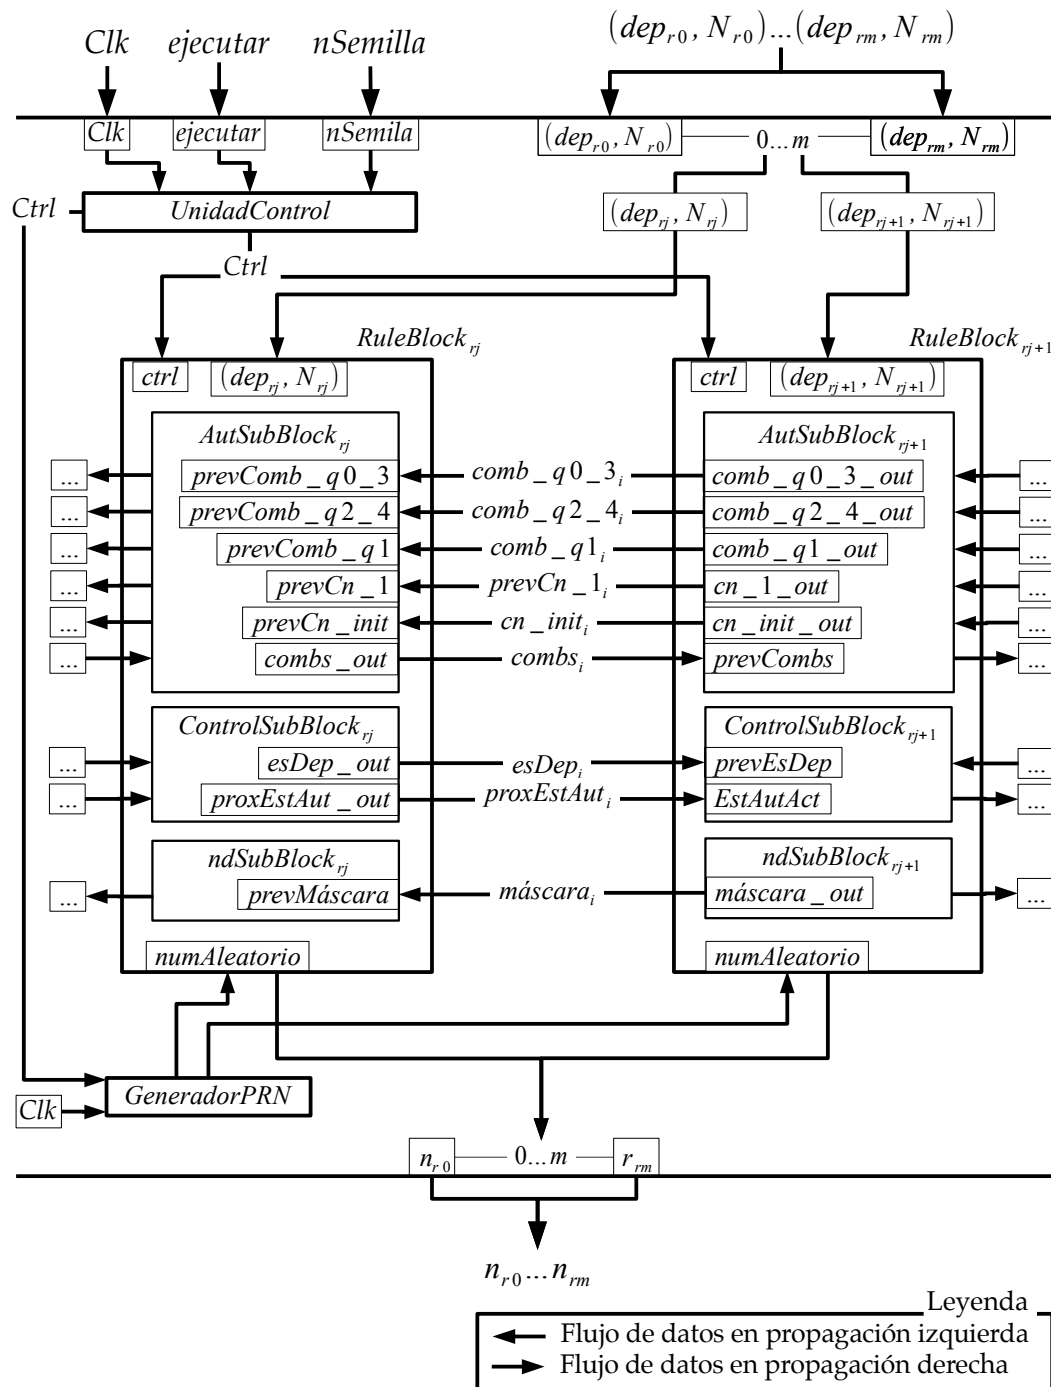 Clk ejecutar nSemilla (dep_r0, N_r0)...(dep_rm, N_rm)
Clk ejecutar nSemila (dep_r0, N_r0) 0...m (dep_rm, N_rm)
Ctrl UnidadControl (dep_rj, N_rj) (dep_rj+1, N_rj+1)
Ctrl
RuleBlock_rj RuleBlock_rj+1
ctrl (dep_rj, N_rj) ctrl (dep_rj+1, N_rj+1)
AutSubBlock_rj AutSubBlock_rj+1
... prevComb_q0_3 comb_q0_3_i comb_q0_3_out ...
... prevComb_q2_4 comb_q2_4_i comb_q2_4_out ...
... prevComb_q1 comb_q1_i comb_q1_out ...
... prevCn_1 prevCn_1_i cn_1_out ...
... prevCn_init cn_init_i cn_init_out ...
... combs_out combs_i prevCombs ...
ControlSubBlock_rj ControlSubBlock_rj+1
... esDep_out esDep_i prevEsDep ...
... proxEstAut_out proxEstAut_i EstAutAct ...
ndSubBlock_rj ndSubBlock_rj+1
... prevMáscara máscara_i máscara_out ...
numAleatorio numAleatorio
GeneradorPRN
Clk
n_r0 0...m r_rm
n_r0...n_rm
Leyenda
Flujo de datos en propagación izquierda
Flujo de datos en propagación derecha